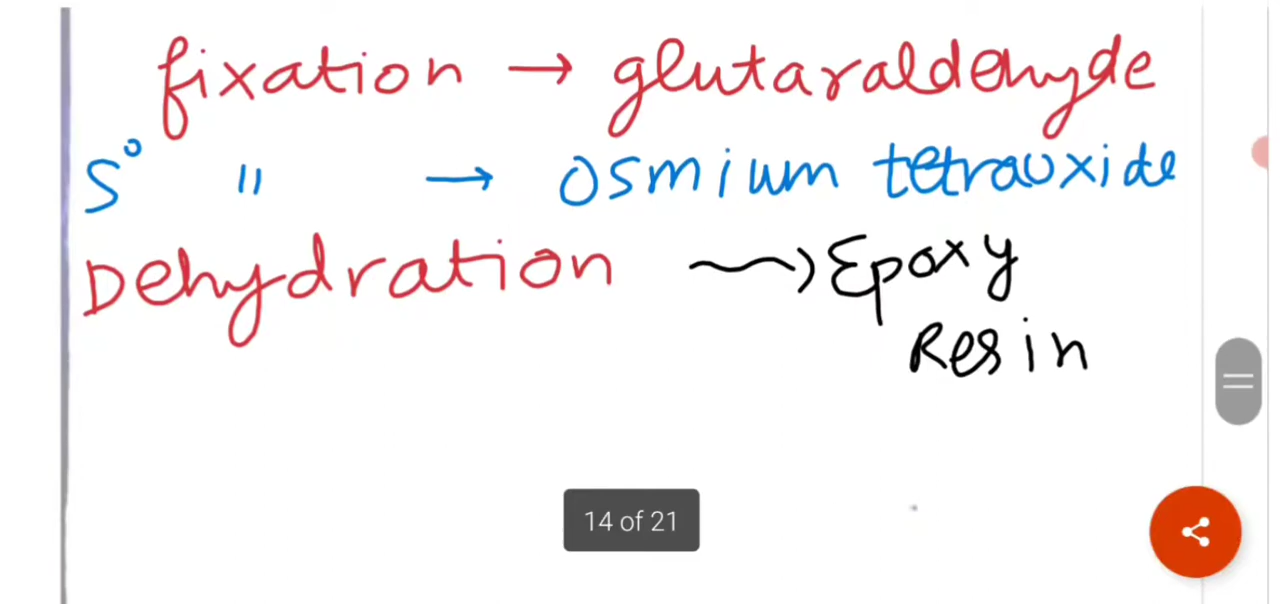 fixation → glutaraldehyde
S° " → osmium tetraoxide
Dehydration → Epoxy
Resin
14 of 21